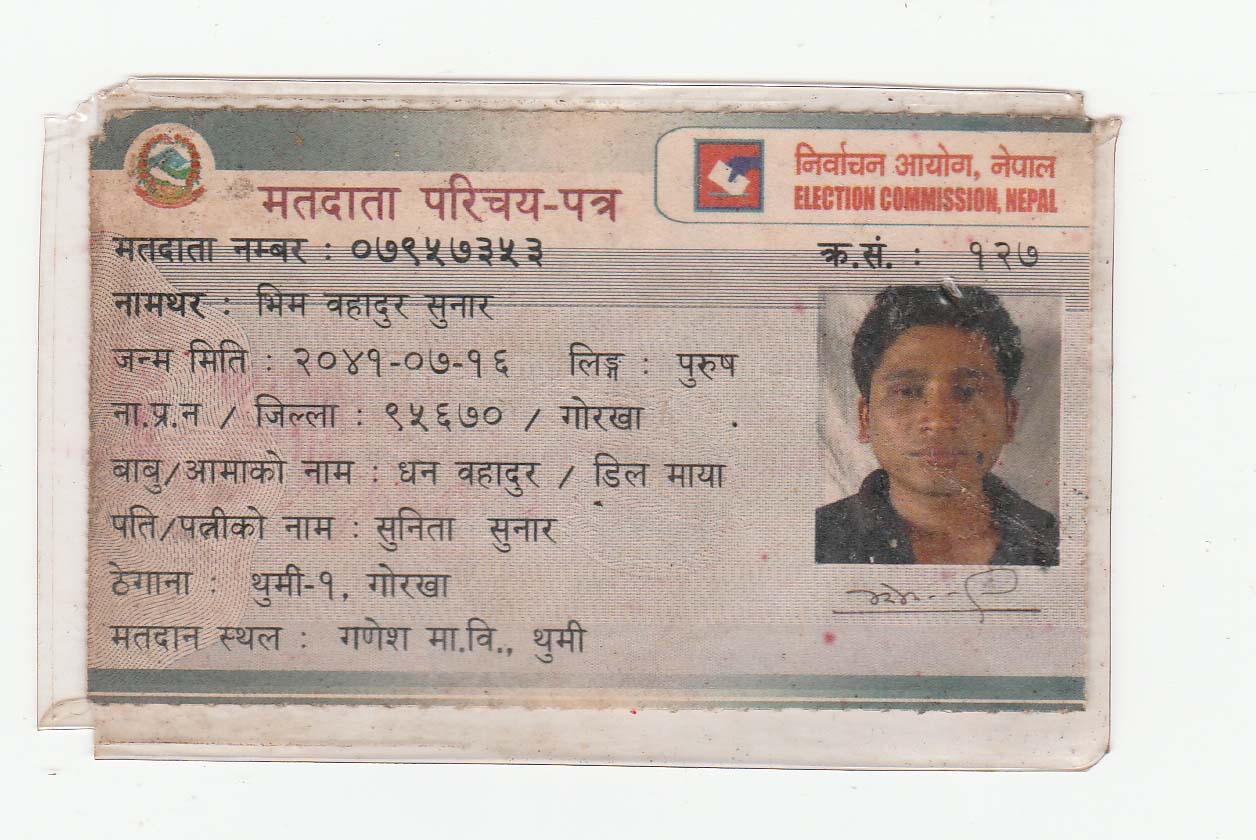 निर्वाचन आयोग, नेपाल
ELECTION COMMISSION, NEPAL
मतदाता परिचय-पत्र
मतदाता नम्बर : ०७९५७३५३ क्र.सं. : १२७
नामथर : भिम वहादुर सुनार
जन्म मिति : २०४१-०७-१६ लिङ्ग : पुरुष
ना.प्र.न / जिल्ला : ९५६७० / गोरखा
बाबु/आमाको नाम : धन वहादुर / डिल माया
पति/पत्नीको नाम : सुनिता सुनार
ठेगाना : थुमी-१, गोरखा
मतदान स्थल : गणेश मा.वि., थुमी